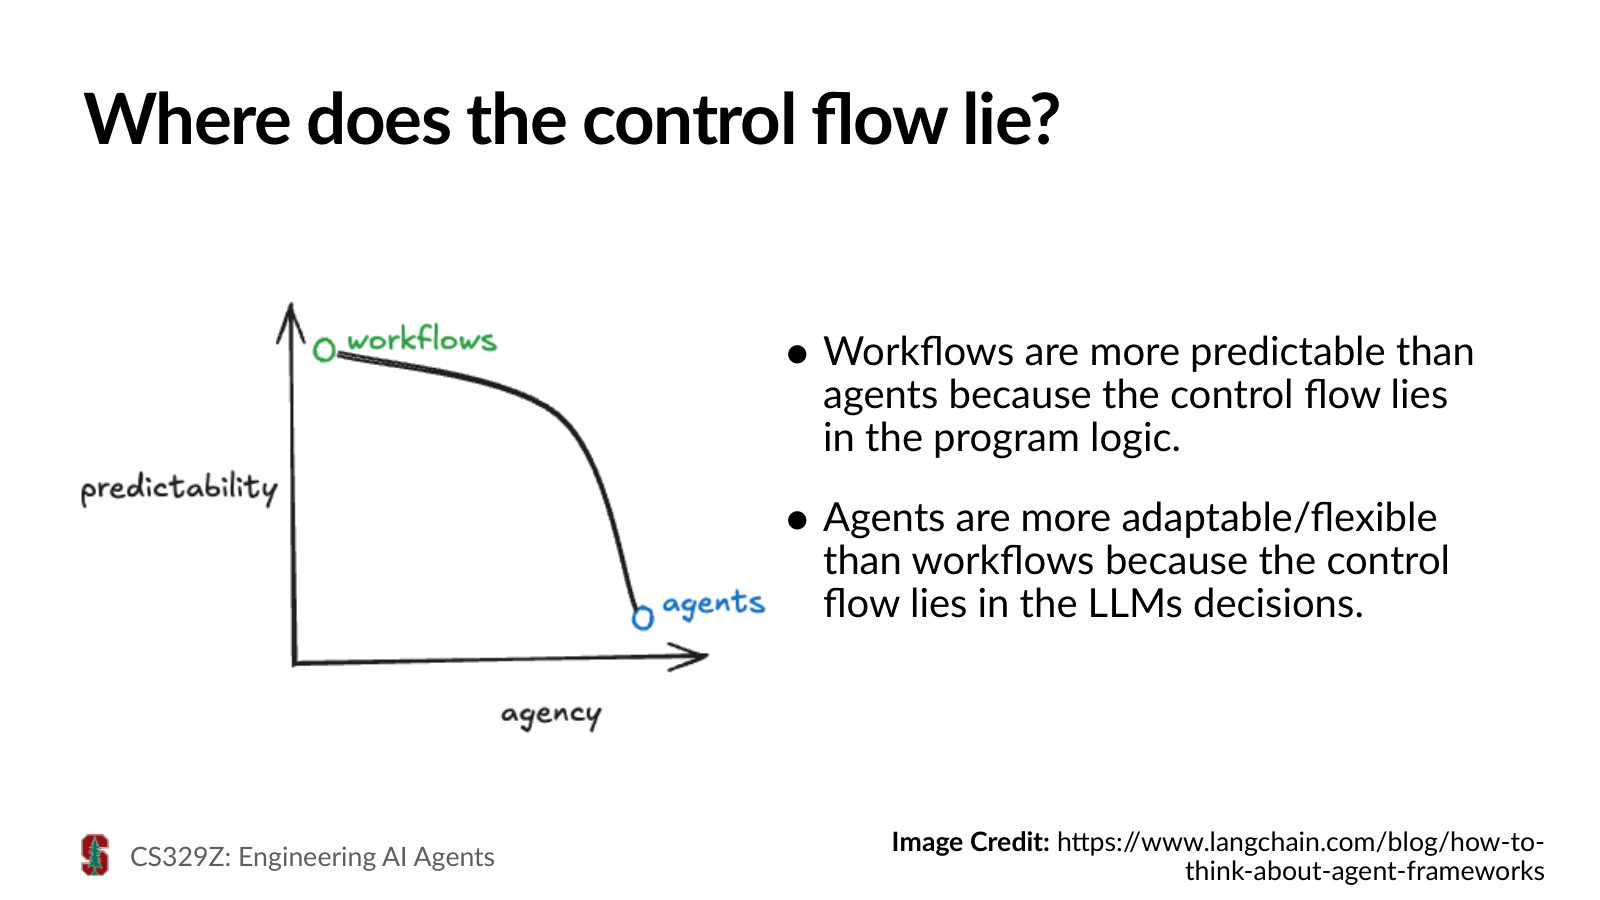 Where does the control flow lie?
workflows
predictability
agents
agency
● Workflows are more predictable than
agents because the control flow lies
in the program logic.
● Agents are more adaptable/flexible
than workflows because the control
flow lies in the LLMs decisions.
CS329Z: Engineering AI Agents
Image Credit: https://www.langchain.com/blog/how-to-
think-about-agent-frameworks